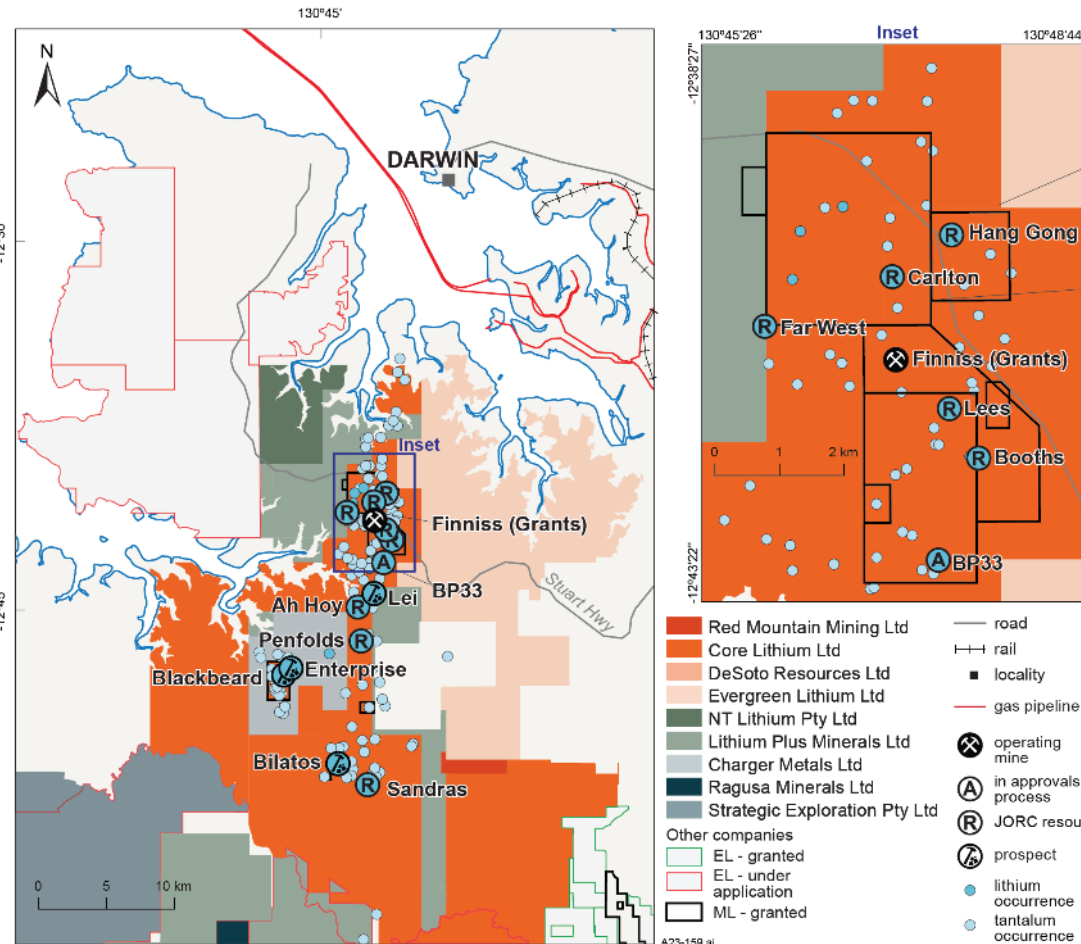 130°45'
N
DARWIN
-12°30'
Inset
Finniss (Grants)
BP33
Lei
Ah Hoy
-12°45'
Penfolds
Enterprise
Blackbeard
Stuart Hwy
Bilatos
Sandras
0 5 10 km
130°45'26"
Inset
130°48'44
-12°38'27"
Hang Gong
Carlton
Far West
Finniss (Grants)
Lees
Booths
0 1 2 km
BP33
-12°43'22"
Red Mountain Mining Ltd
Core Lithium Ltd
DeSoto Resources Ltd
Evergreen Lithium Ltd
NT Lithium Pty Ltd
Lithium Plus Minerals Ltd
Charger Metals Ltd
Ragusa Minerals Ltd
Strategic Exploration Pty Ltd
Other companies
EL - granted
EL - under
application
ML - granted
road
rail
locality
gas pipeline
operating
mine
A in approvals
process
R JORC resou
prospect
lithium
occurrence
tantalum
occurrence
A23-159.ai